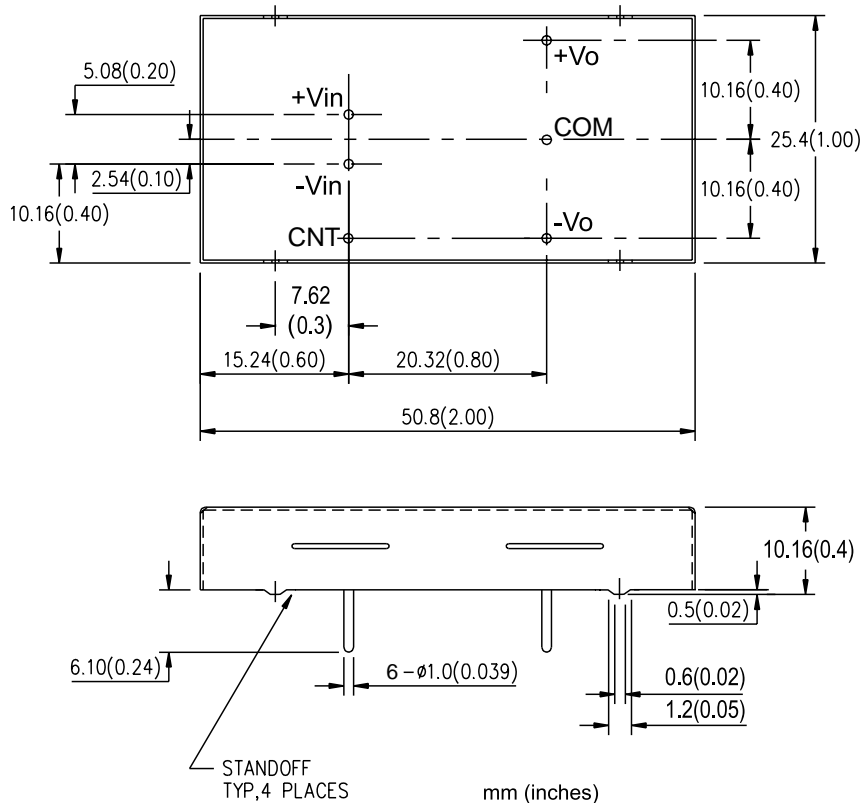 +Vo
5.08(0.20)
10.16(0.40)
+Vin
COM
25.4(1.00)
2.54(0.10)
-Vin
10.16(0.40)
10.16(0.40)
CNT
-Vo
7.62
(0.3)
15.24(0.60)
20.32(0.80)
50.8(2.00)
10.16(0.4)
0.5(0.02)
6.10(0.24)
6-ø1.0(0.039)
0.6(0.02)
1.2(0.05)
STANDOFF
TYP,4 PLACES
mm (inches)